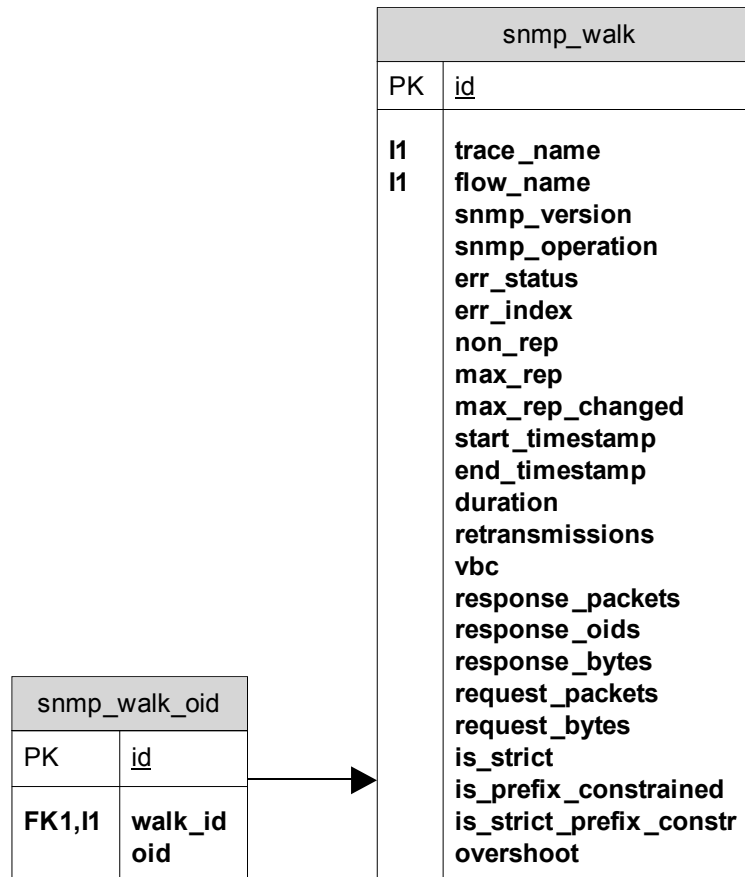 snmp_walk
PK id
I1 trace_name
I1 flow_name
snmp_version
snmp_operation
err_status
err_index
non_rep
max_rep
max_rep_changed
start_timestamp
end_timestamp
duration
retransmissions
vbc
response_packets
response_oids
response_bytes
request_packets
request_bytes
is_strict
is_prefix_constrained
is_strict_prefix_constr
overshoot
snmp_walk_oid
PK id
FK1,I1 walk_id
oid